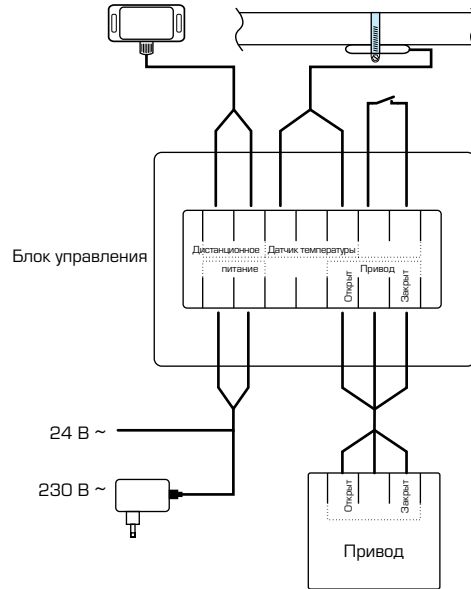 Блок управления
Дистанционное
Датчик температуры
питание
Привод
Открыт
Закрыт
24 В ~
230 В ~
Открыт
Закрыт
Привод